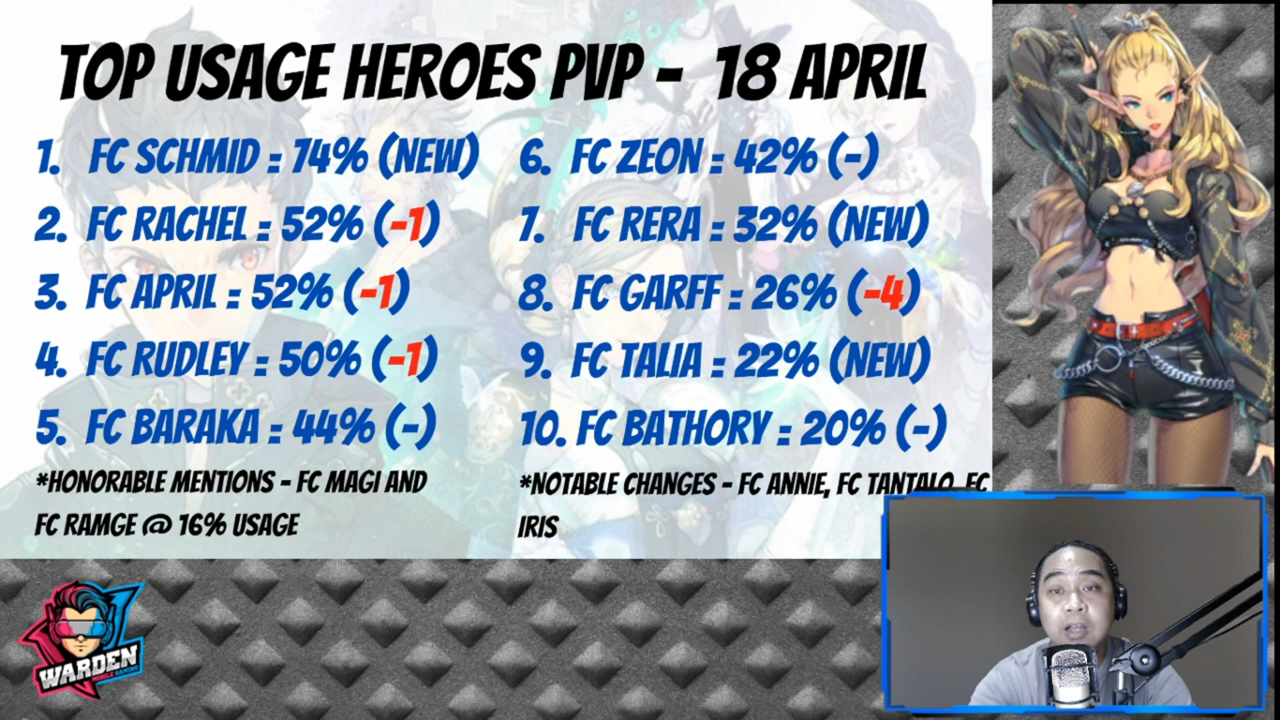 TOP USAGE HEROES PVP - 18 APRIL
1. FC SCHMID = 74% (NEW)
2. FC RACHEL = 52% (-1)
3. FC APRIL = 52% (-1)
4. FC RUDLEY = 50% (-1)
5. FC BARAKA = 44% (-)
*HONORABLE MENTIONS - FC MAGI AND
FC RAMGE @ 16% USAGE
6. FC ZEON = 42% (-)
7. FC RERA = 32% (NEW)
8. FC GARFF = 26% (-4)
9. FC TALIA = 22% (NEW)
10. FC BATHORY = 20% (-)
*NOTABLE CHANGES - FC ANNIE, FC TANTALO, FC
IRIS
WARDEN
MOBILE GAMING